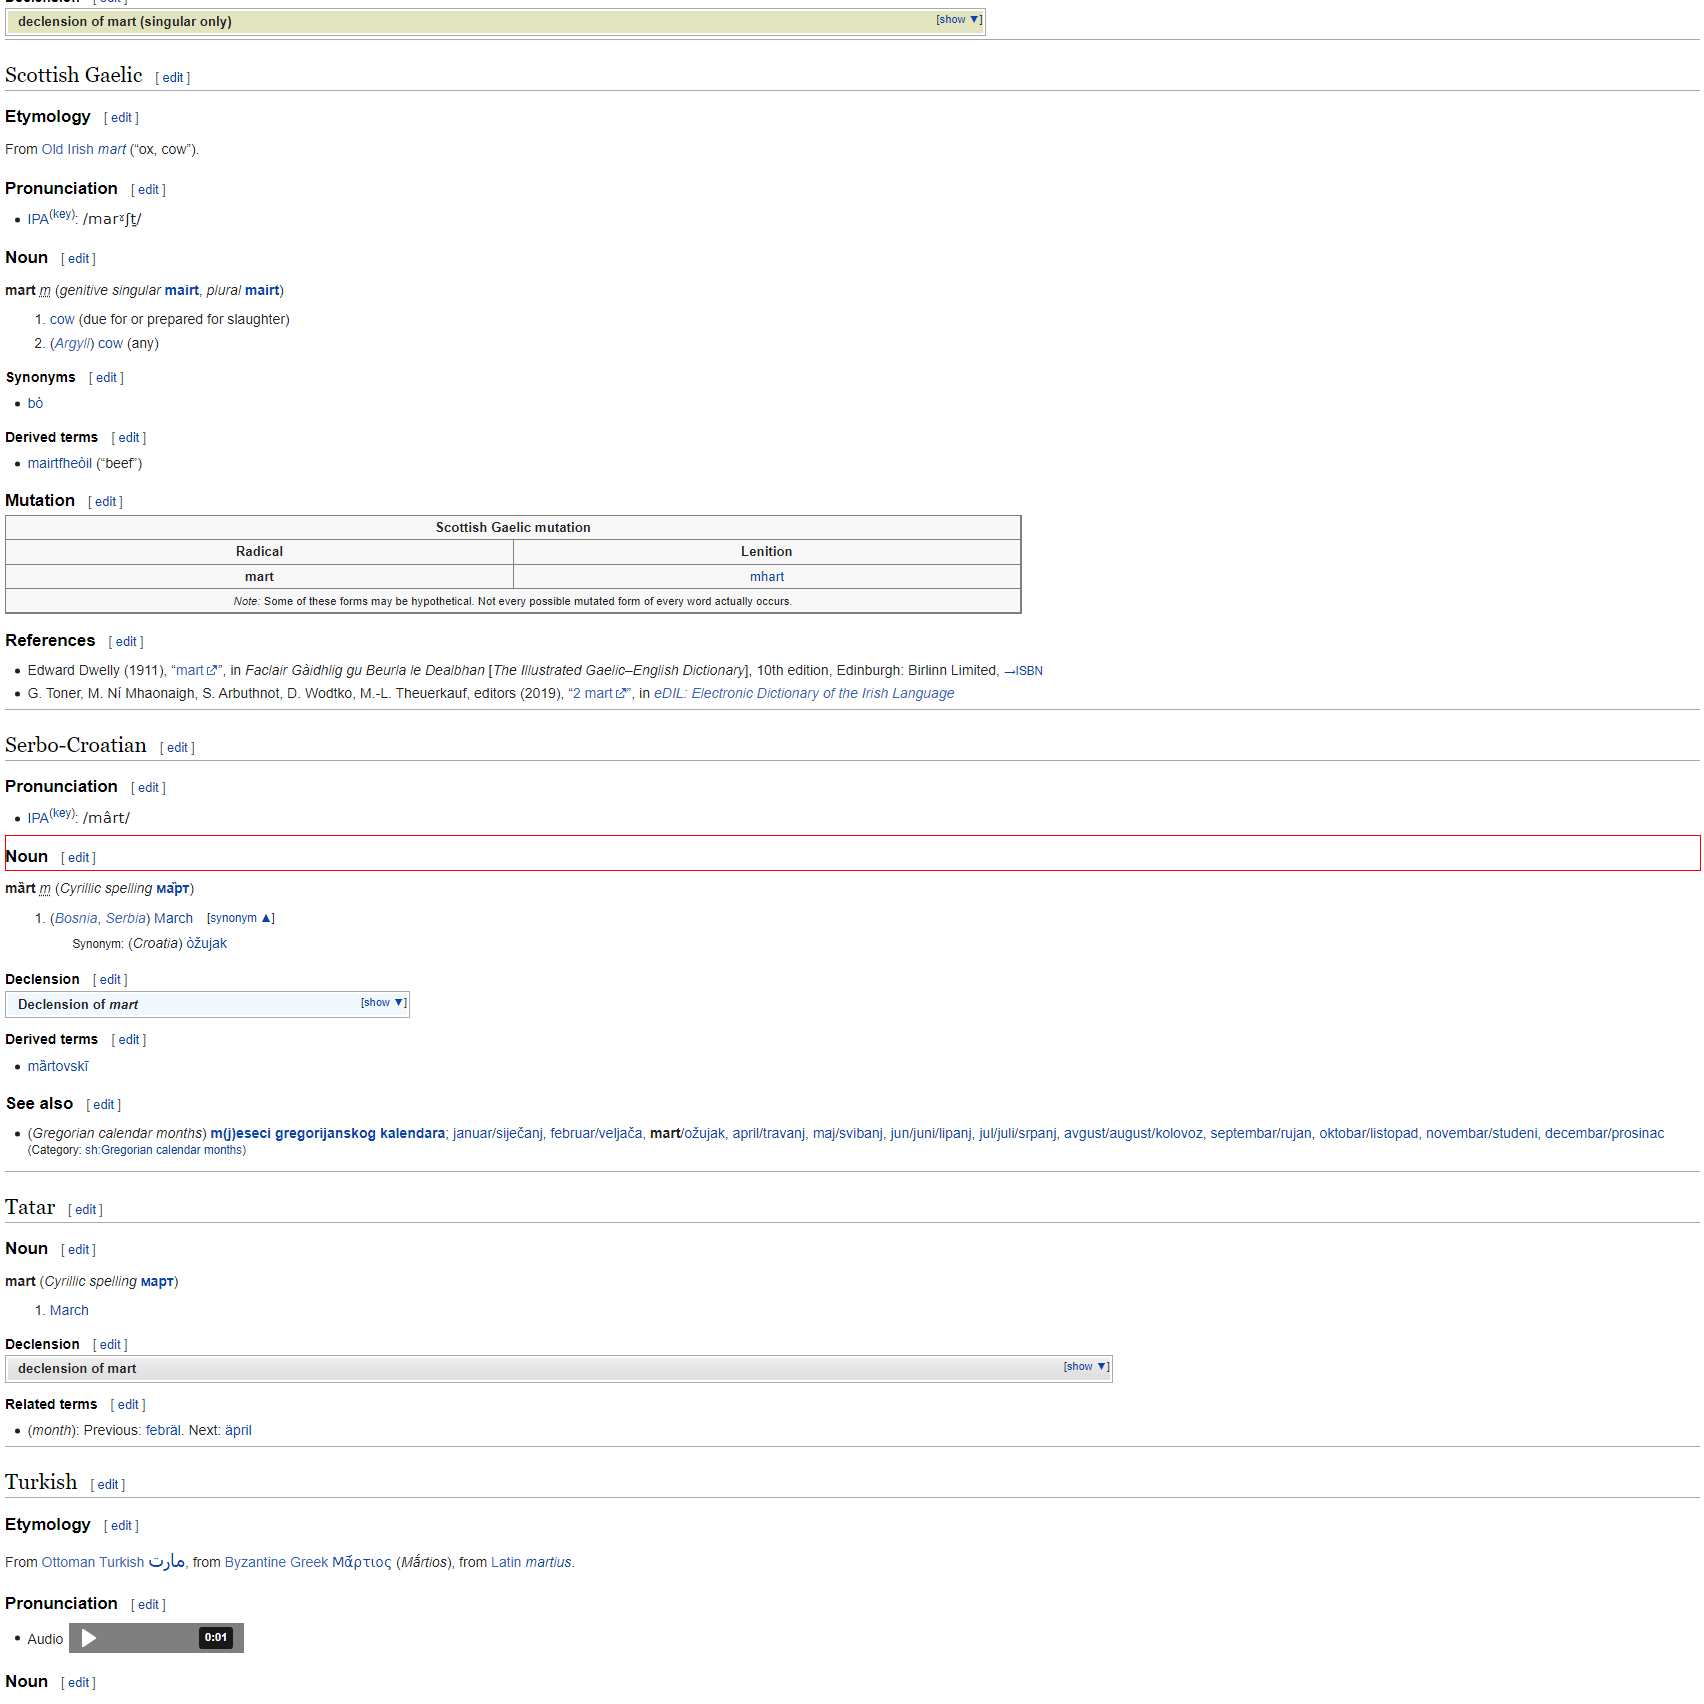 declension of mart (singular only) [show ▼]
Scottish Gaelic [ edit ]
Etymology [ edit ]
From Old Irish mart (“ox, cow”).
Pronunciation [ edit ]
• IPA(key): /marˠʃt̪/
Noun [ edit ]
mart m (genitive singular mairt, plural mairt)
1. cow (due for or prepared for slaughter)
2. (Argyll) cow (any)
Synonyms [ edit ]
• bò
Derived terms [ edit ]
• mairtfheòil (“beef”)
Mutation [ edit ]
Scottish Gaelic mutation
Radical Lenition
mart mhart
Note: Some of these forms may be hypothetical. Not every possible mutated form of every word actually occurs.
References [ edit ]
• Edward Dwelly (1911), “mart”, in Faclair Gàidhlig gu Beurla le Dealbhan [The Illustrated Gaelic–English Dictionary], 10th edition, Edinburgh: Birlinn Limited, →ISBN
• G. Toner, M. Ní Mhaonaigh, S. Arbuthnot, D. Wodtko, M.-L. Theuerkauf, editors (2019), “2 mart”, in eDIL: Electronic Dictionary of the Irish Language
Serbo-Croatian [ edit ]
Pronunciation [ edit ]
• IPA(key): /mârt/
Noun [ edit ]
mȁrt m (Cyrillic spelling ма̏рт)
1. (Bosnia, Serbia) March [synonym ▲]
Synonym: (Croatia) òžujak
Declension [ edit ]
Declension of mart [show ▼]
Derived terms [ edit ]
• mȁrtovskī
See also [ edit ]
• (Gregorian calendar months) m(j)eseci gregorijanskog kalendara; januar/siječanj, februar/veljača, mart/ožujak, april/travanj, maj/svibanj, jun/juni/lipanj, jul/juli/srpanj, avgust/august/kolovoz, septembar/rujan, oktobar/listopad, novembar/studeni, decembar/prosinac
(Category: sh:Gregorian calendar months)
Tatar [ edit ]
Noun [ edit ]
mart (Cyrillic spelling март)
1. March
Declension [ edit ]
declension of mart [show ▼]
Related terms [ edit ]
• (month): Previous: febräl. Next: äpril
Turkish [ edit ]
Etymology [ edit ]
From Ottoman Turkish مارت, from Byzantine Greek Μᾰ́ρτιος (Mắrtios), from Latin martius.
Pronunciation [ edit ]
• Audio 0:01
Noun [ edit ]